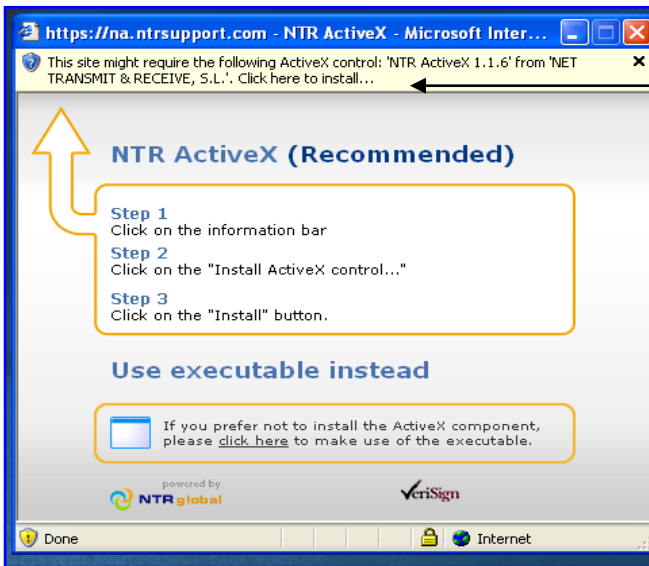 https://na.ntrsupport.com - NTR ActiveX - Microsoft Inter...
This site might require the following ActiveX control: 'NTR ActiveX 1.1.6' from 'NET
TRANSMIT & RECEIVE, S.L.'. Click here to install...
NTR ActiveX (Recommended)
Step 1
Click on the information bar
Step 2
Click on the "Install ActiveX control..."
Step 3
Click on the "Install" button.
Use executable instead
If you prefer not to install the ActiveX component,
please click here to make use of the executable.
powered by
NTRglobal
VeriSign
Done
Internet